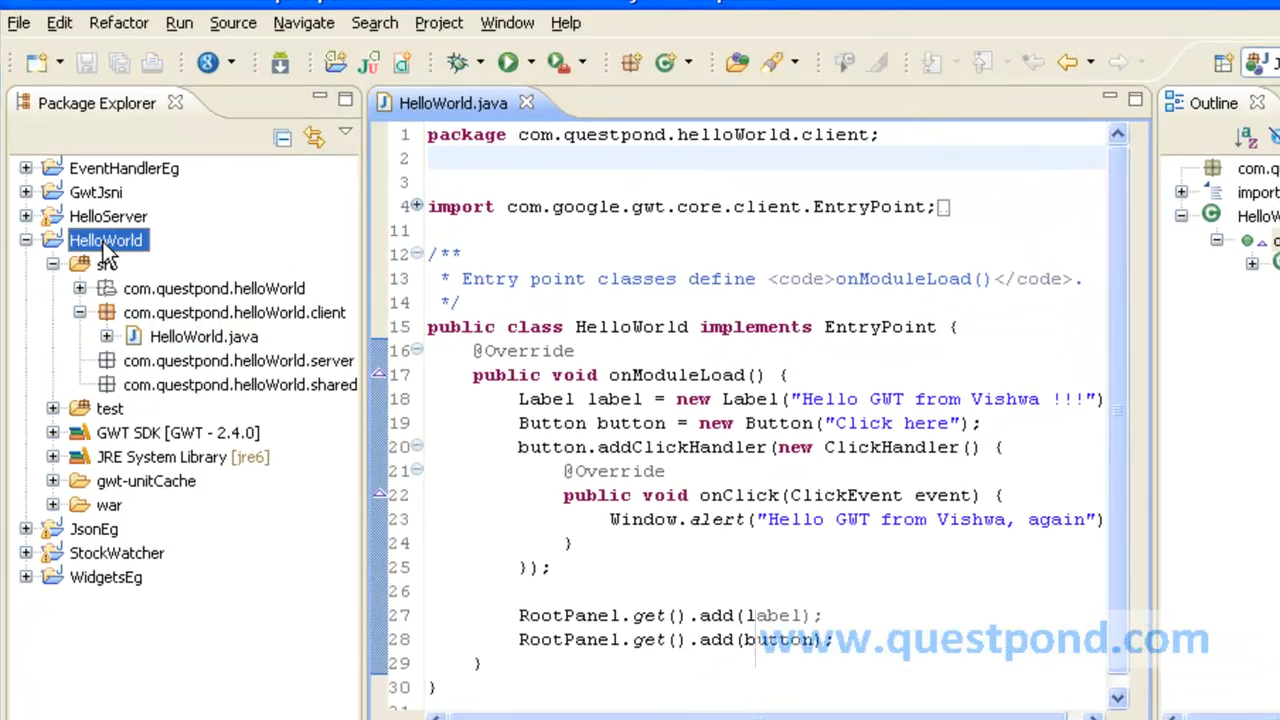 File Edit Refactor Run Source Navigate Search Project Window Help
Package Explorer
EventHandlerEg
GwtJsni
HelloServer
HelloWorld
src
com.questpond.helloWorld
com.questpond.helloWorld.client
HelloWorld.java
com.questpond.helloWorld.server
com.questpond.helloWorld.shared
test
GWT SDK [GWT - 2.4.0]
JRE System Library [jre6]
gwt-unitCache
war
JsonEg
StockWatcher
WidgetsEg
HelloWorld.java
1 package com.questpond.helloWorld.client;
2
3
4 import com.google.gwt.core.client.EntryPoint;
11
12 /**
13 * Entry point classes define <code>onModuleLoad()</code>.
14 */
15 public class HelloWorld implements EntryPoint {
16 @Override
17 public void onModuleLoad() {
18 Label label = new Label("Hello GWT from Vishwa !!!")
19 Button button = new Button("Click here");
20 button.addClickHandler(new ClickHandler() {
21 @Override
22 public void onClick(ClickEvent event) {
23 Window.alert("Hello GWT from Vishwa, again")
24 }
25 });
27 RootPanel.get().add(label);
28 RootPanel.get().add(button);
29 }
30 }
www.questpond.com
Outline
com.q
import
HelloW